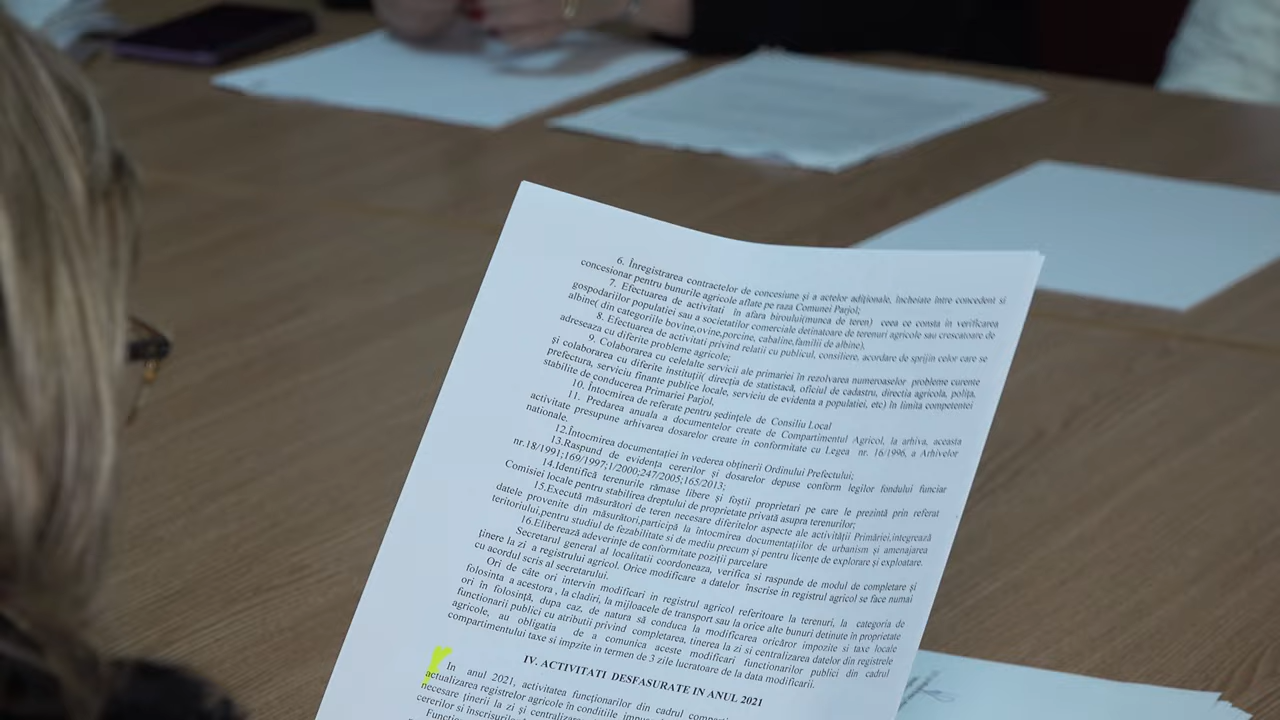 6. Înregistrarea contractelor de concesiune și a actelor adiționale, încheiate între concedent si
concesionar pentru bunurile agricole aflate pe raza Comunei Parjol;
7. Efectuarea de activitati în afara biroului(munca de teren) ceea ce consta in verificarea
gospodariilor populatiei sau a societatilor comerciale detinatoare de terenuri agricole sau crescatoare de
albine( din categoriile bovine,ovine,porcine, cabaline,familii de albine).
8. Efectuarea de activitati privind relatii cu publicul, consiliere, acordare de sprijin celor care se
adreseaza cu diferite probleme agricole;
9. Colaborarea cu celelalte servicii ale primariei in rezolvarea numeroaselor probleme curente
și colaborarea cu diferite instituții( direcția de statistacă, oficiul de cadastru, directia agricola, polița,
prefectura, serviciu finante publice locale, serviciu de evidenta a populatiei, etc) în limita competentei
stabilite de conducerea Primariei Parjol,
10. Întocmirea de referate pentru ședințele de Consiliu Local
11. Predarea anuala a documentelor create de Compartimentul Agricol, la arhiva, aceasta
activitate presupune arhivarea dosarelor create in conformitate cu Legea nr. 16/1996, a Arhivelor
nationale,
12.Întocmirea documentației in vederea obținerii Ordinului Prefectului;
13.Raspund de evidența cererilor și dosarelor depuse conform legilor fondului funciar
nr.18/1991;169/1997;1/2000;247/2005;165/2013;
14.Identifică terenurile rămase libere și foștii proprietari pe care le prezintă prin referat
Comisiei locale pentru stabilirea dreptului de proprietate privată asupra terenurilor;
15.Execută măsurători de teren necesare diferitelor aspecte ale activității Primăriei,integrează
datele provenite din măsurători,participă la întocmirea documentațiilor de urbanism și amenajarea
teritoriului,pentru studiul de fezabilitate si de mediu precum și pentru licențe de explorare și exploatare.
16.Eliberează adeverințe de conformitate poziții parcelare
Secretarul general al localitatii coordoneaza, verifica si raspunde de modul de completare și
ținere la zi a registrului agricol. Orice modificare a datelor înscrise în registrul agricol se face numai
cu acordul scris al secretarului.
Ori de câte ori intervin modificari in registrul agricol referitoare la terenuri, la categoria de
folosința a acestora , la cladiri, la mijloacele de transport sau la orice alte bunuri detinute în proprietate
ori în folosință, dupa caz, de natura să conduca la modificarea oricăror impozite si taxe locale
functionarii publici cu atributii privind completarea, tinerea la zi si centralizarea datelor din registrele
agricole, au obligatia de a comunica aceste modificari functionarilor publici din cadrul
compartimentului taxe si impzite in termen de 3 zile lucratoare de la data modificarii.
IV. ACTIVITATI DESFASURATE IN ANUL 2021
In anul 2021, activitatea funcționarilor din cadrul
actualizarea registrelor agricole în conditiile
necesare ținerii la zi și
cererilor si